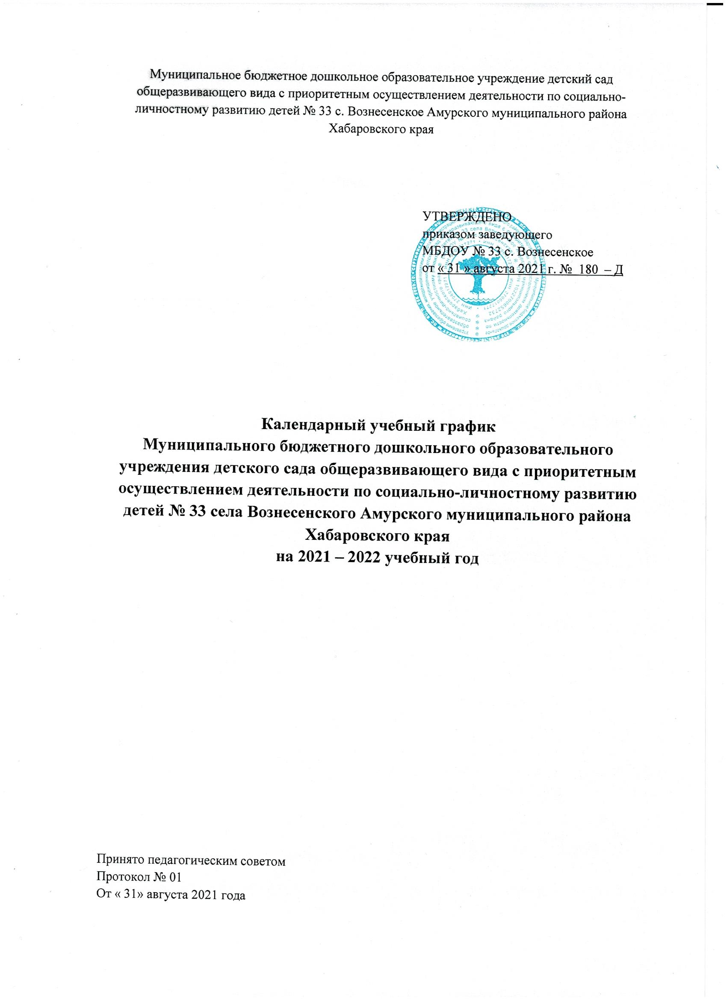 Муниципальное бюджетное дошкольное образовательное учреждение детский сад
общеразвивающего вида с приоритетным осуществлением деятельности по социально-
личностному развитию детей № 33 с. Вознесенское Амурского муниципального района
Хабаровского края
УТВЕРЖДЕНО
приказом заведующего
МБДОУ № 33 с. Вознесенское
от « 31 » августа 2021 г. № 180 – Д
Календарный учебный график
Муниципального бюджетного дошкольного образовательного
учреждения детского сада общеразвивающего вида с приоритетным
осуществлением деятельности по социально-личностному развитию
детей № 33 села Вознесенского Амурского муниципального района
Хабаровского края
на 2021 – 2022 учебный год
Принято педагогическим советом
Протокол № 01
От « 31» августа 2021 года